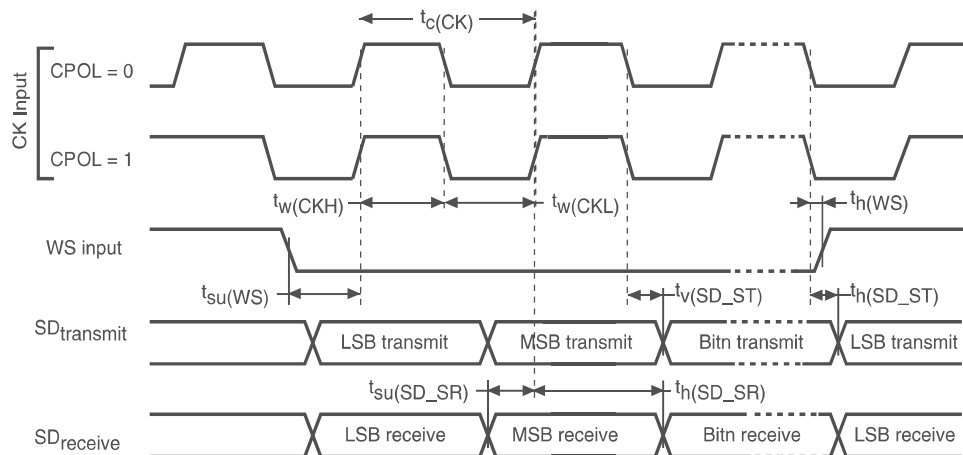 tc(CK)
CK Input
CPOL = 0
CPOL = 1
tw(CKH)
tw(CKL)
th(WS)
WS input
tsu(WS)
tv(SD_ST)
th(SD_ST)
SDtransmit
LSB transmit
MSB transmit
Bitn transmit
LSB transmit
tsu(SD_SR)
th(SD_SR)
SDreceive
LSB receive
MSB receive
Bitn receive
LSB receive